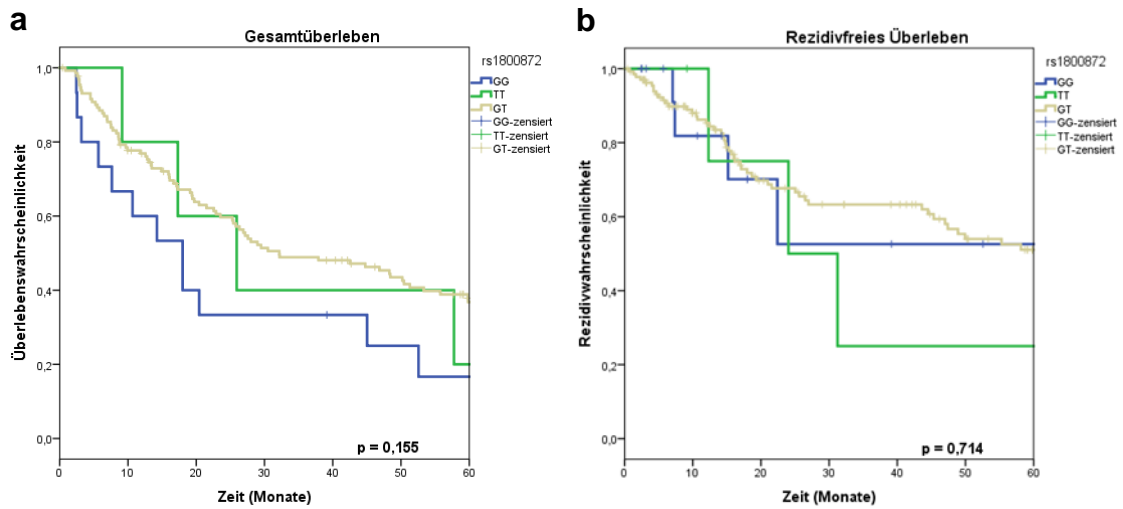 a
Gesamtüberleben
rs1800872
GG
TT
GT
GG-zensiert
TT-zensiert
GT-zensiert
Überlebenswahrscheinlichkeit
1,0
0,8
0,6
0,4
0,2
0,0
p = 0,155
0 10 20 30 40 50 60
Zeit (Monate)
b
Rezidivfreies Überleben
rs1800872
GG
TT
GT
GG-zensiert
TT-zensiert
GT-zensiert
Rezidivwahrscheinlichkeit
1,0
0,8
0,6
0,4
0,2
0,0
p = 0,714
0 10 20 30 40 50 60
Zeit (Monate)